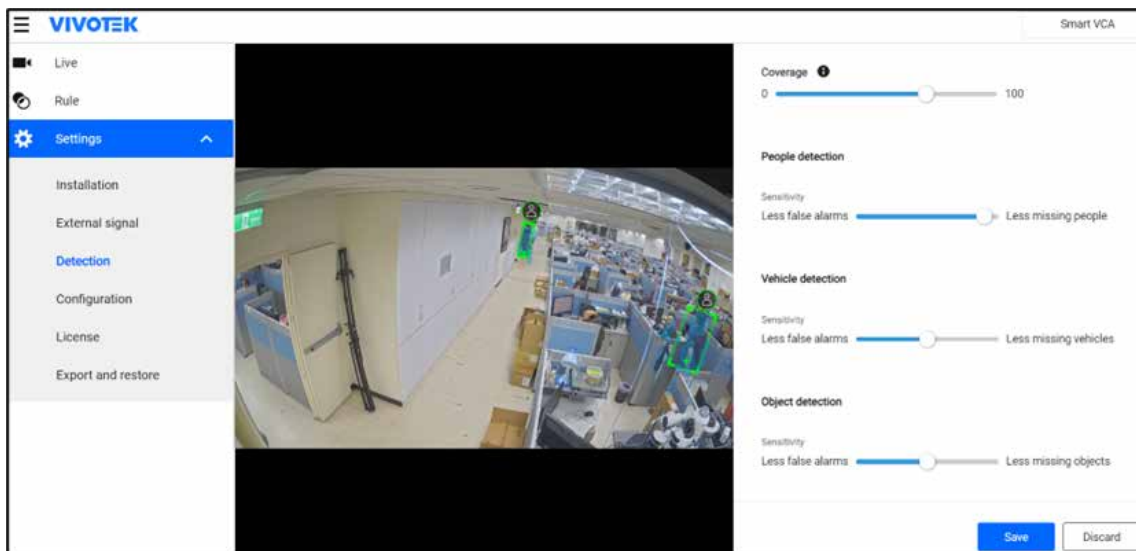 VIVOTEK
Smart VCA
Live
Rule
Settings
Installation
External signal
Detection
Configuration
License
Export and restore
Coverage
0 100
People detection
Sensitivity
Less false alarms Less missing people
Vehicle detection
Sensitivity
Less false alarms Less missing vehicles
Object detection
Sensitivity
Less false alarms Less missing objects
Save Discard